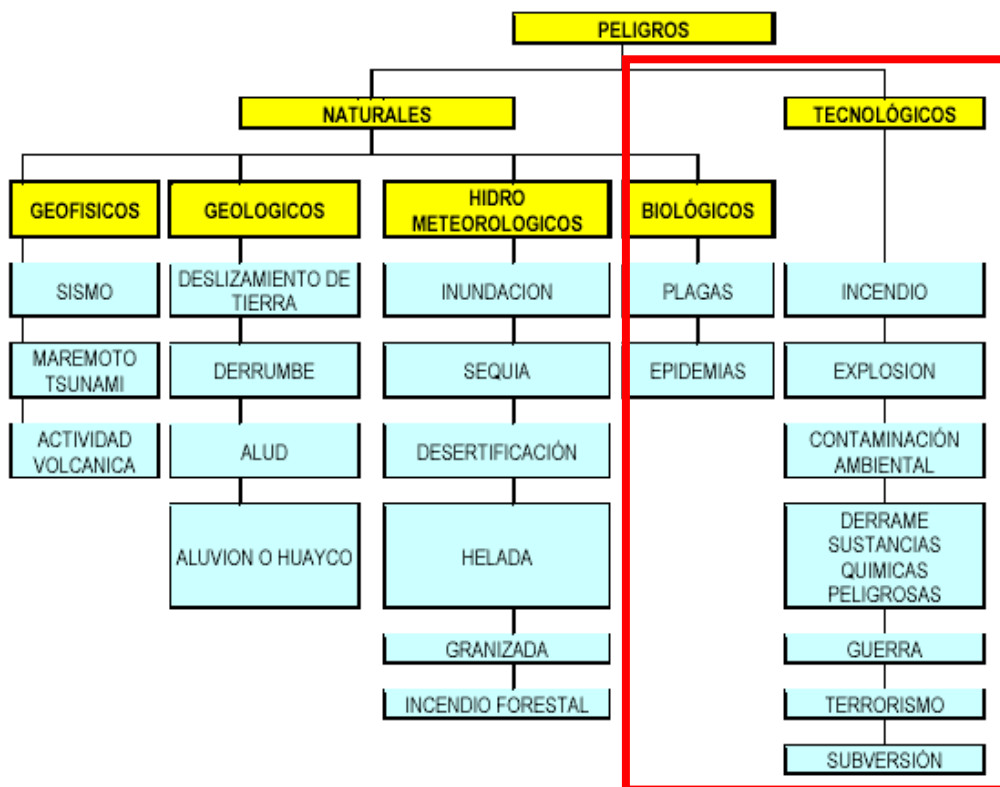 PELIGROS
NATURALES
TECNOLÓGICOS
GEOFISICOS
GEOLOGICOS
HIDRO
METEOROLOGICOS
BIOLÓGICOS
SISMO
DESLIZAMIENTO DE
TIERRA
INUNDACION
PLAGAS
INCENDIO
MAREMOTO
TSUNAMI
DERRUMBE
SEQUIA
EPIDEMIAS
EXPLOSION
ACTIVIDAD
VOLCANICA
ALUD
DESERTIFICACIÓN
CONTAMINACIÓN
AMBIENTAL
ALUVION O HUAYCO
HELADA
DERRAME
SUSTANCIAS
QUIMICAS
PELIGROSAS
GRANIZADA
GUERRA
INCENDIO FORESTAL
TERRORISMO
SUBVERSIÓN